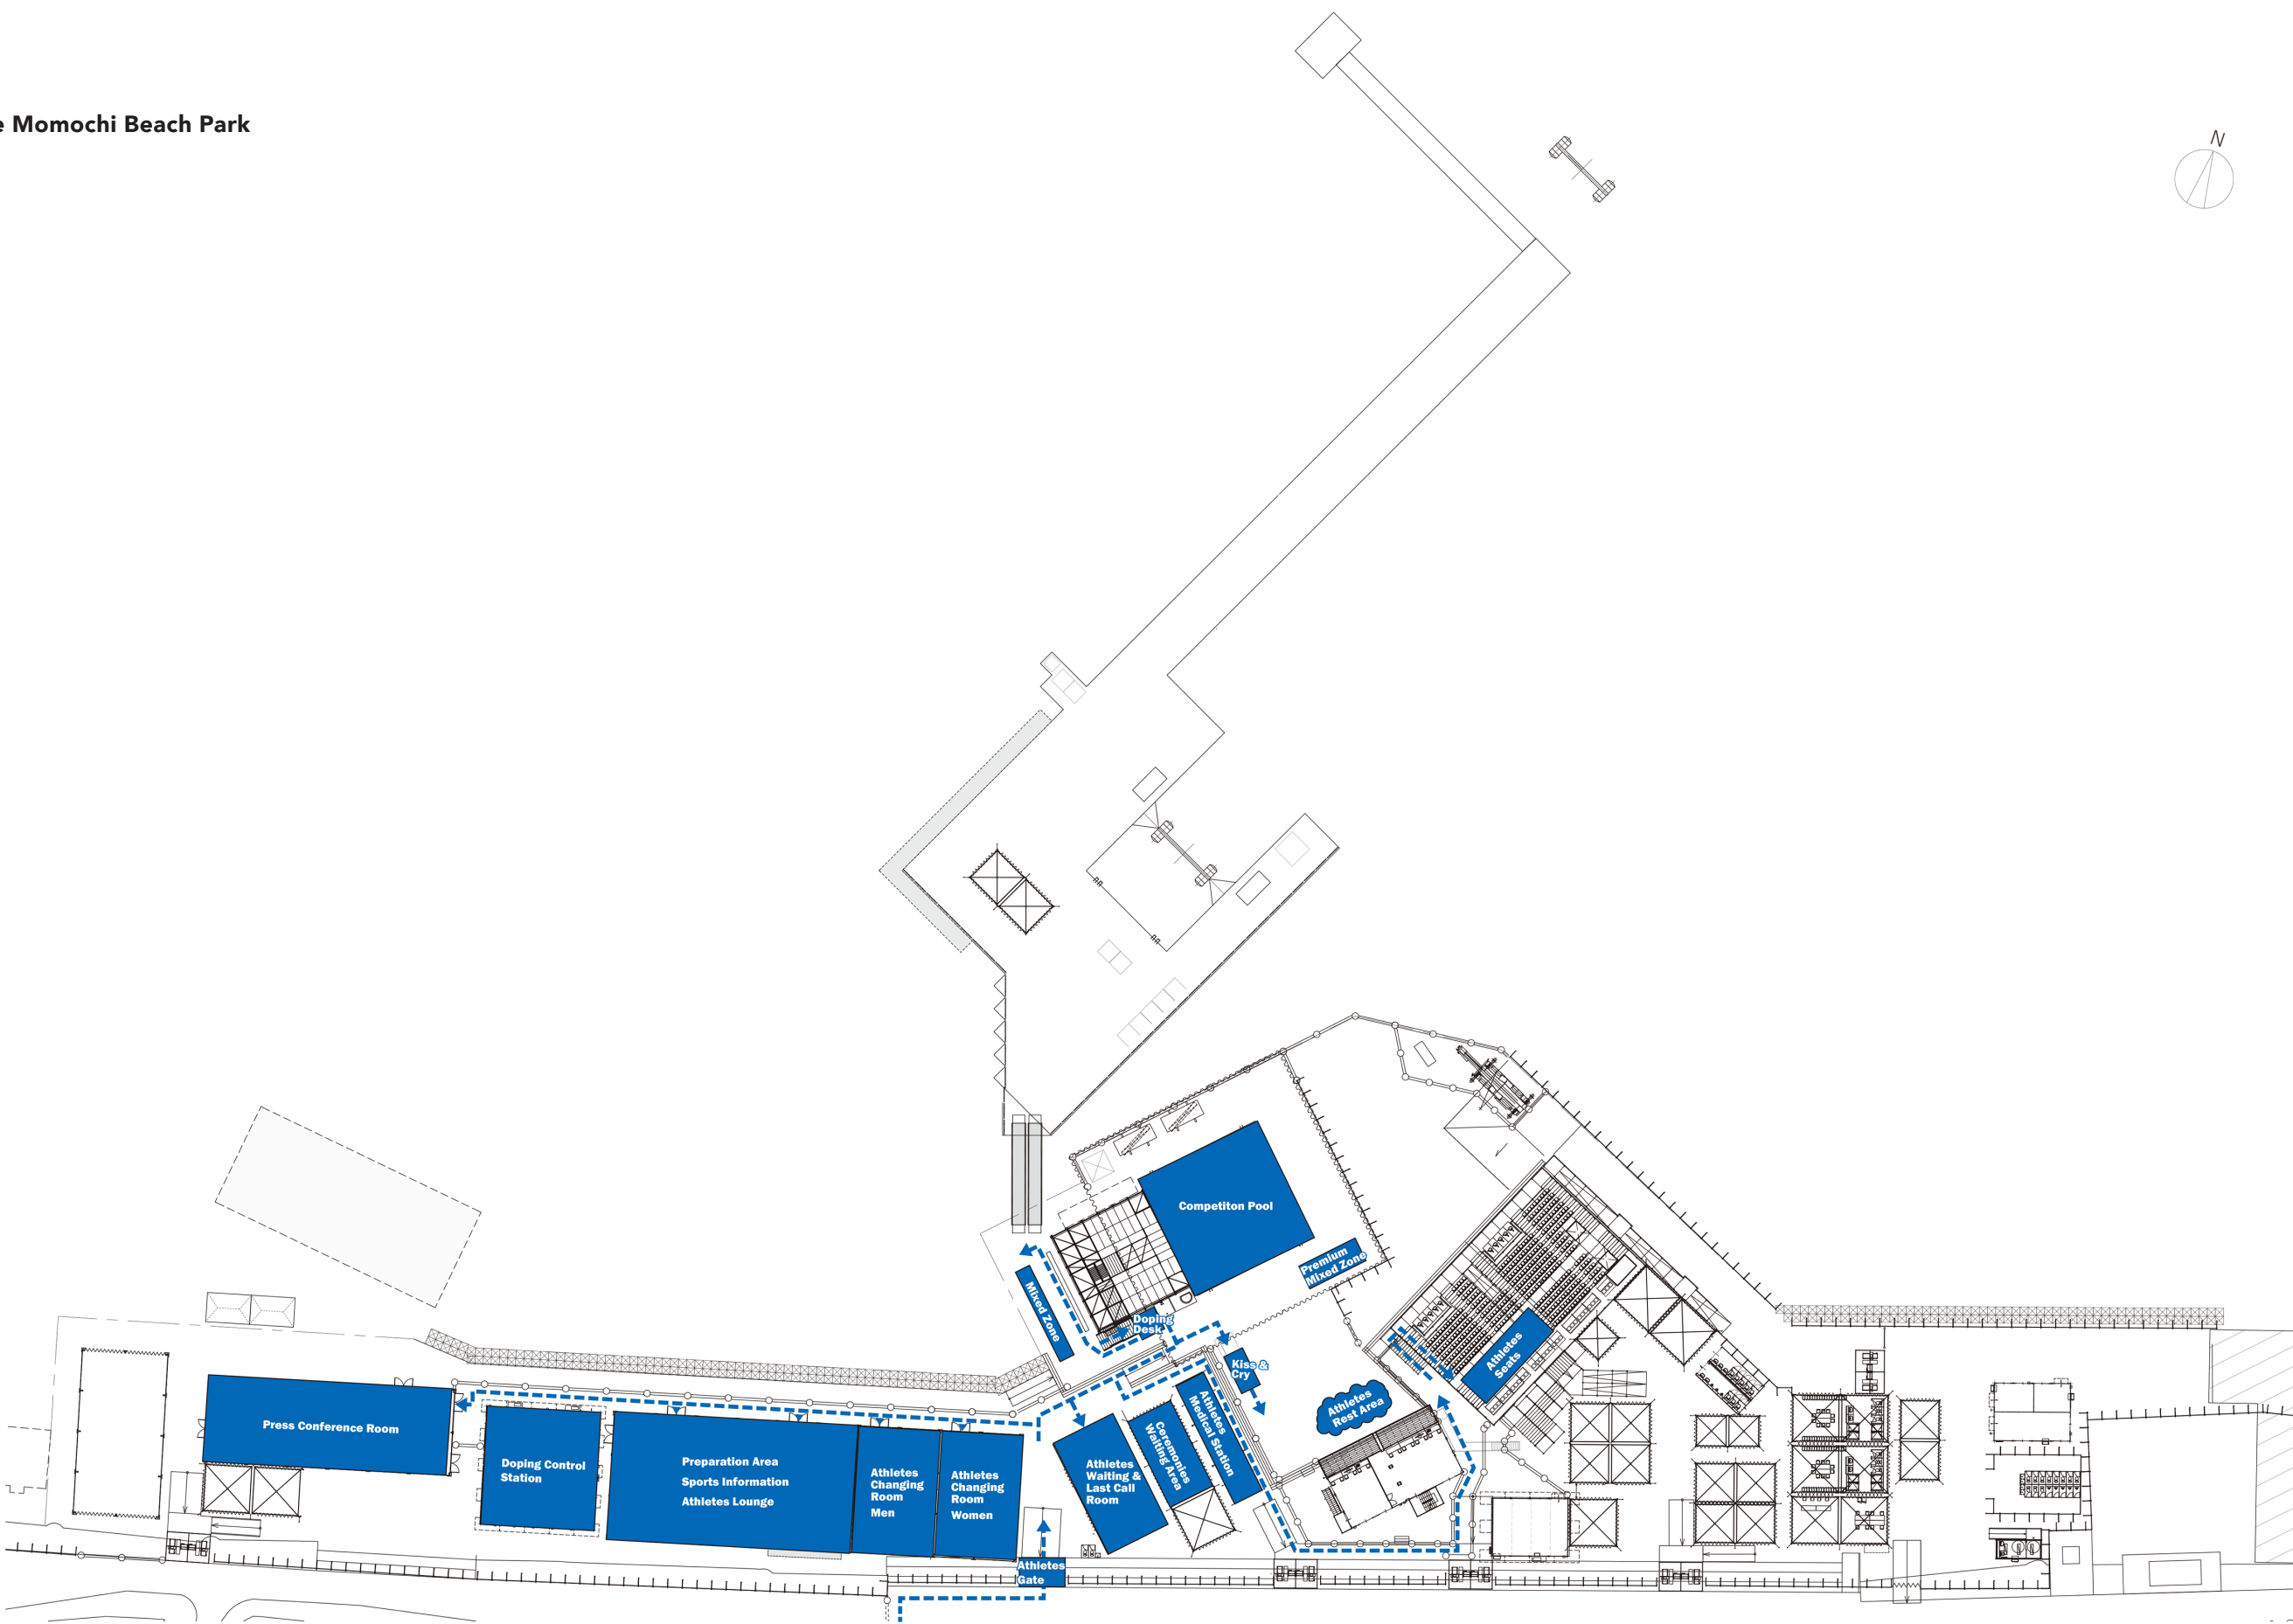 e Momochi Beach Park
N
Competiton Pool
Premium
Mixed Zone
Mixed Zone
Doping
Desk
Kiss &
Cry
Athletes
Seats
Athletes
Rest Area
Athletes
Medical Station
Ceremonies
Waiting Area
Athletes
Waiting &
Last Call
Room
Press Conference Room
Doping Control
Station
Preparation Area
Sports Information
Athletes Lounge
Athletes
Changing
Room
Men
Athletes
Changing
Room
Women
Athletes
Gate